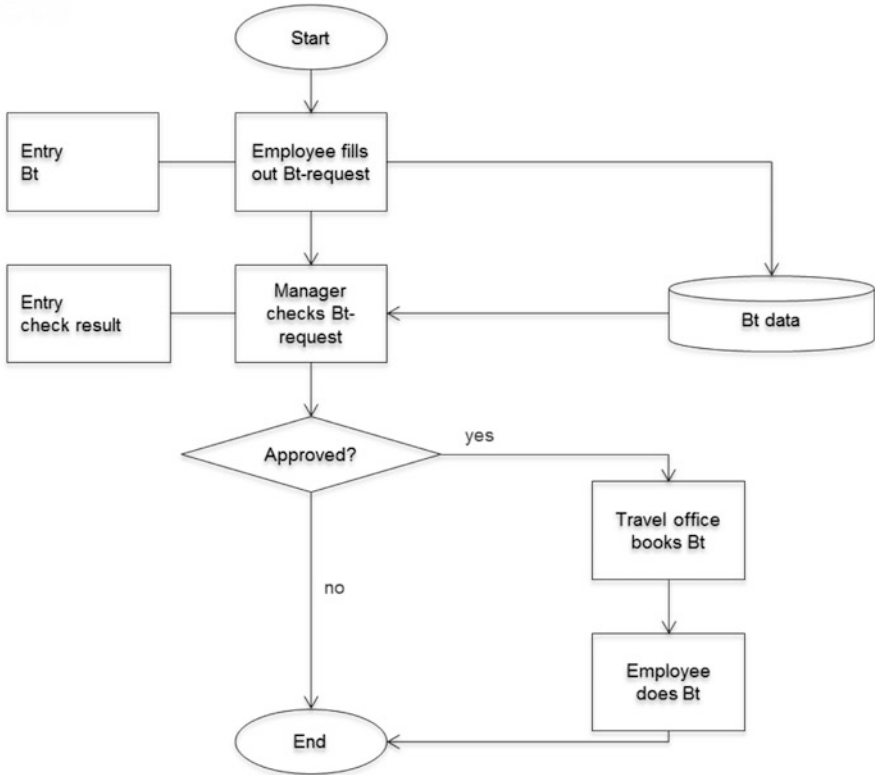 Start
Entry
Bt
Employee fills
out Bt-request
Entry
check result
Manager
checks Bt-
request
Bt data
Approved?
yes
Travel office
books Bt
no
Employee
does Bt
End